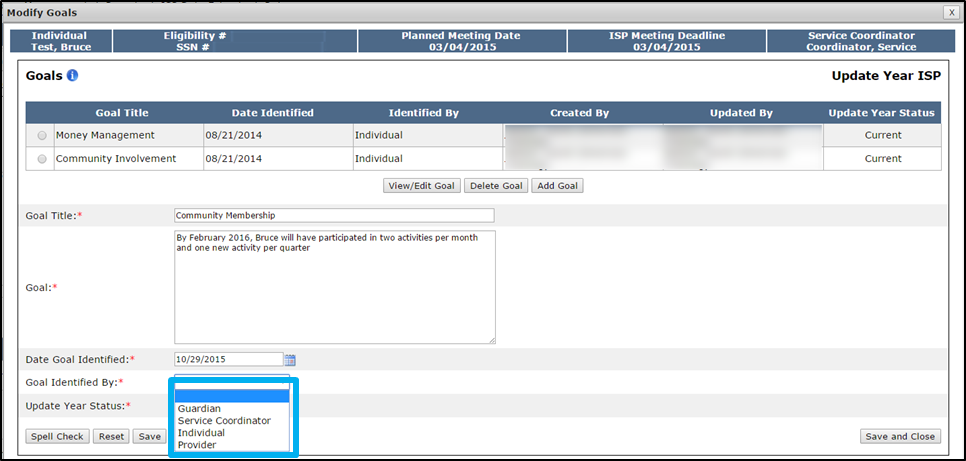 Modify Goals X
Individual Eligibility # Planned Meeting Date ISP Meeting Deadline Service Coordinator
Test, Bruce SSN # 03/04/2015 03/04/2015 Coordinator, Service
Goals i Update Year ISP
Goal Title Date Identified Identified By Created By Updated By Update Year Status
Money Management 08/21/2014 Individual Current
Community Involvement 08/21/2014 Individual Current
View/Edit Goal Delete Goal Add Goal
Goal Title:* Community Membership
By February 2016, Bruce will have participated in two activities per month
and one new activity per quarter
Goal:*
Date Goal Identified:* 10/29/2015
Goal Identified By:*
Update Year Status:*
Guardian
Service Coordinator
Individual
Provider
Spell Check Reset Save Save and Close